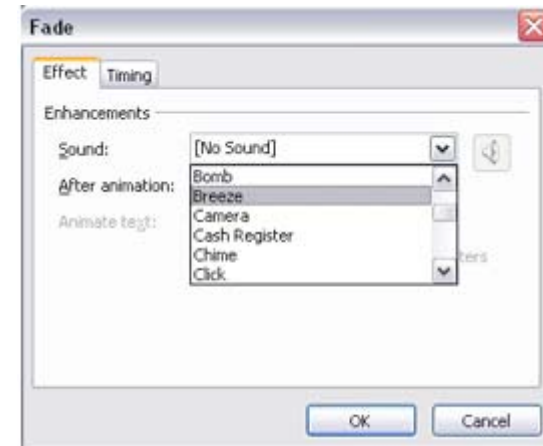 Fade
Effect Timing
Enhancements
Sound: [No Sound]
After animation: Bomb
Breeze
Animate text: Camera
Cash Register
Chime
Click
OK Cancel